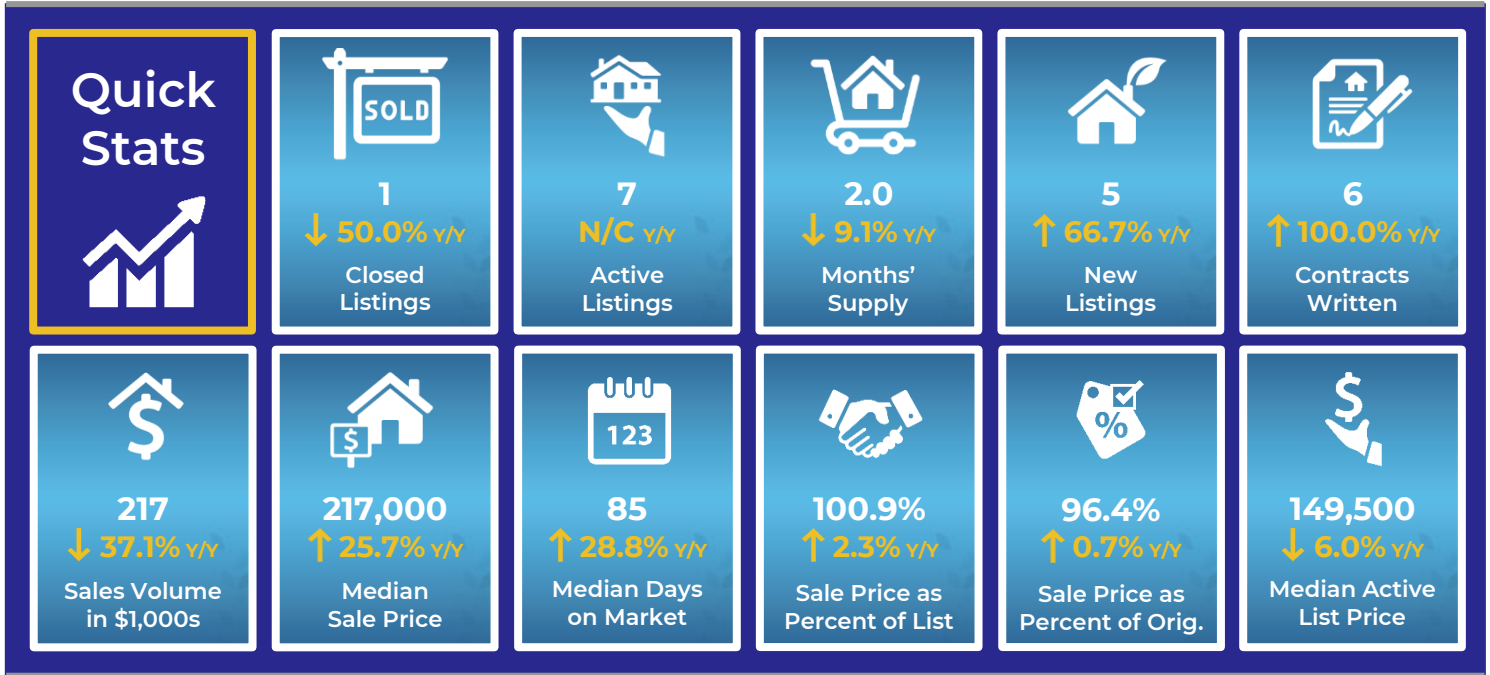 Quick
Stats
SOLD
1
↓ 50.0% Y/Y
Closed
Listings
7
N/C Y/Y
Active
Listings
2.0
↓ 9.1% Y/Y
Months’
Supply
5
↑ 66.7% Y/Y
New
Listings
6
↑ 100.0% Y/Y
Contracts
Written
$
217
↓ 37.1% Y/Y
Sales Volume
in $1,000s
$
217,000
↑ 25.7% Y/Y
Median
Sale Price
123
85
↑ 28.8% Y/Y
Median Days
on Market
100.9%
↑ 2.3% Y/Y
Sale Price as
Percent of List
%
96.4%
↑ 0.7% Y/Y
Sale Price as
Percent of Orig.
$
149,500
↓ 6.0% Y/Y
Median Active
List Price